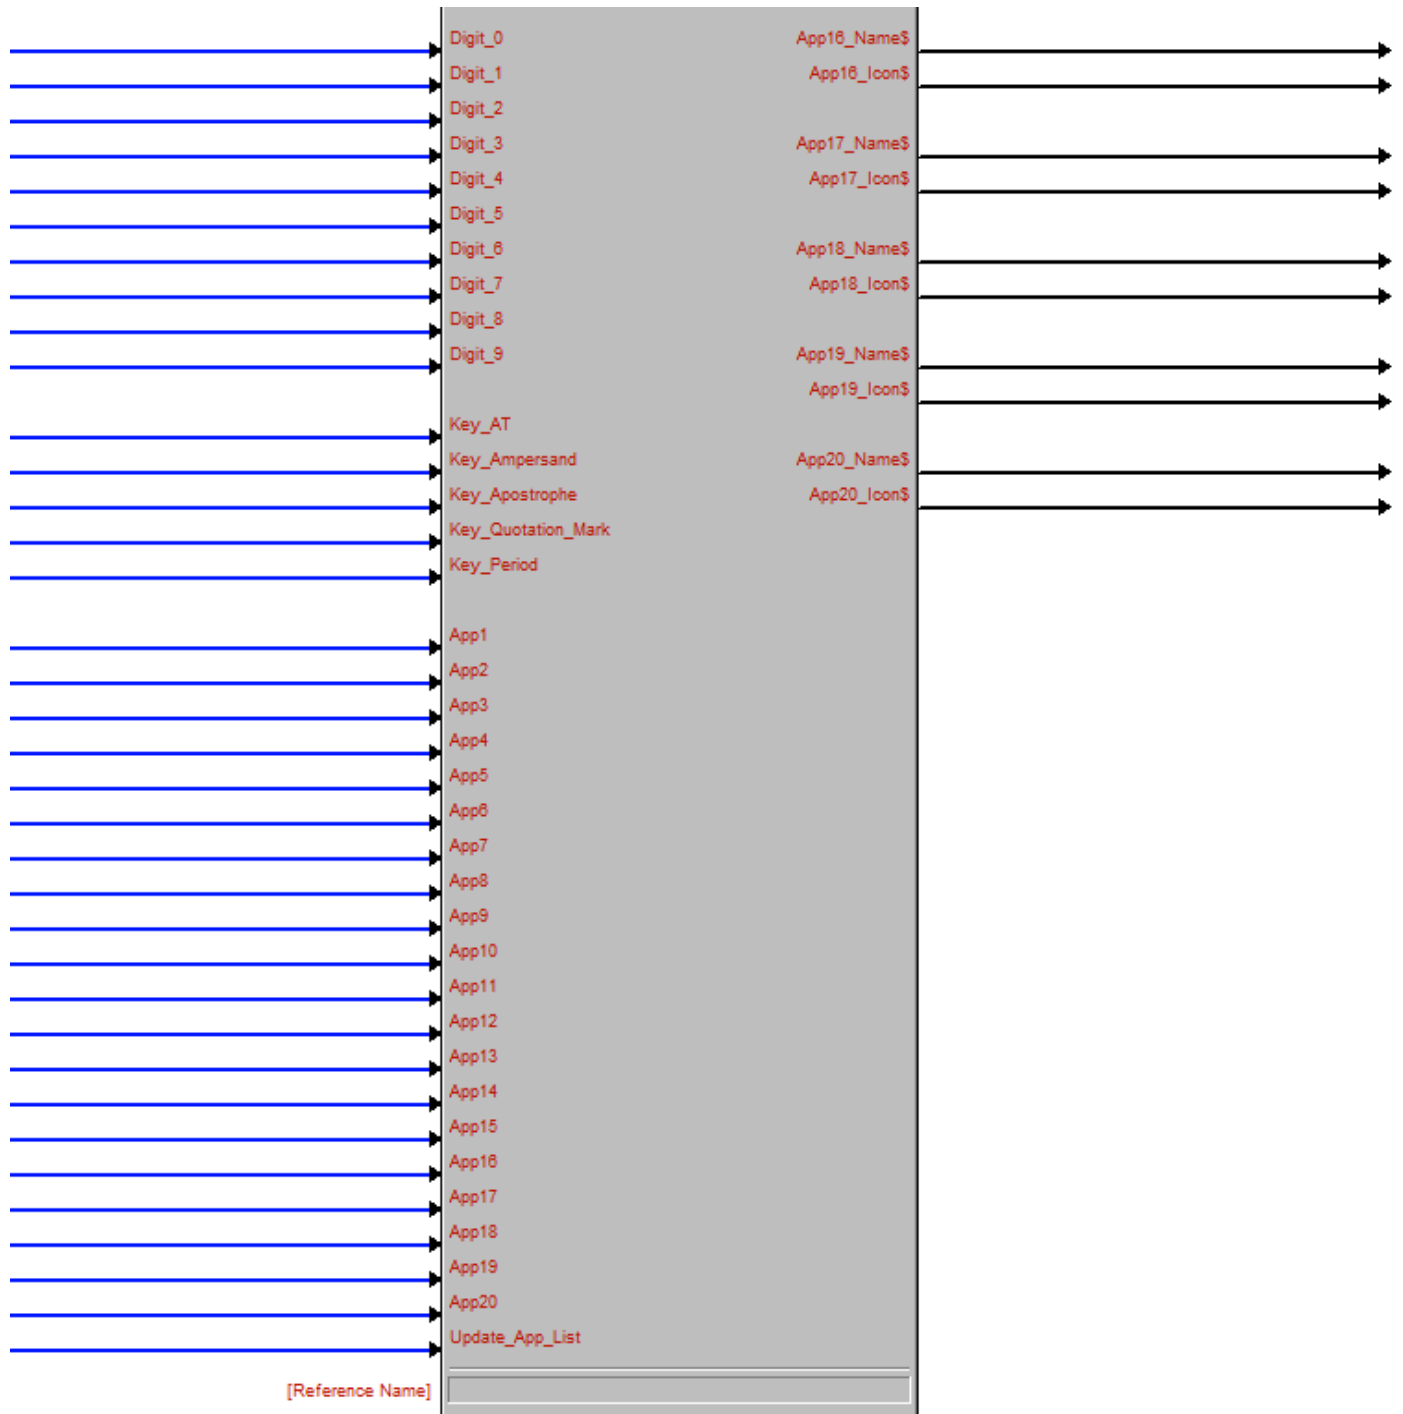 Digit_0 App16_Name$
Digit_1 App16_Icon$
Digit_2
Digit_3 App17_Name$
Digit_4 App17_Icon$
Digit_5
Digit_6 App18_Name$
Digit_7 App18_Icon$
Digit_8
Digit_9 App19_Name$
App19_Icon$
Key_AT
Key_Ampersand App20_Name$
Key_Apostrophe App20_Icon$
Key_Quotation_Mark
Key_Period
App1
App2
App3
App4
App5
App6
App7
App8
App9
App10
App11
App12
App13
App14
App15
App16
App17
App18
App19
App20
Update_App_List
[Reference Name]